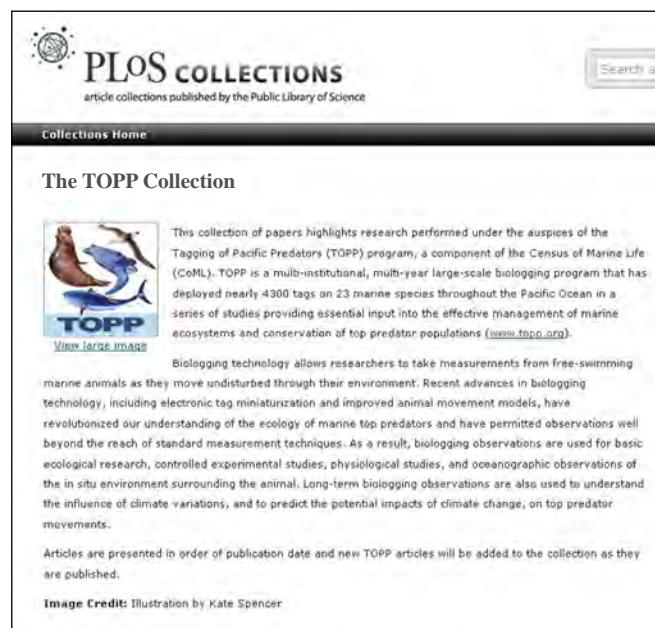 PLoS COLLECTIONS
article collections published by the Public Library of Science
Search a
Collections Home
The TOPP Collection
TOPP
View large image
This collection of papers highlights research performed under the auspices of the
Tagging of Pacific Predators (TOPP) program, a component of the Census of Marine Life
(CoML). TOPP is a multi-institutional, multi-year large-scale biologging program that has
deployed nearly 4300 tags on 23 marine species throughout the Pacific Ocean in a
series of studies providing essential input into the effective management of marine
ecosystems and conservation of top predator populations (www.topp.org).
Biologging technology allows researchers to take measurements from free-swimming
marine animals as they move undisturbed through their environment. Recent advances in biologging
technology, including electronic tag miniaturization and improved animal movement models, have
revolutionized our understanding of the ecology of marine top predators and have permitted observations well
beyond the reach of standard measurement techniques. As a result, biologging observations are used for basic
ecological research, controlled experimental studies, physiological studies, and oceanographic observations of
the in situ environment surrounding the animal. Long-term biologging observations are also used to understand
the influence of climate variations, and to predict the potential impacts of climate change, on top predator
movements.
Articles are presented in order of publication date and new TOPP articles will be added to the collection as they
are published.
Image Credit: Illustration by Kate Spencer